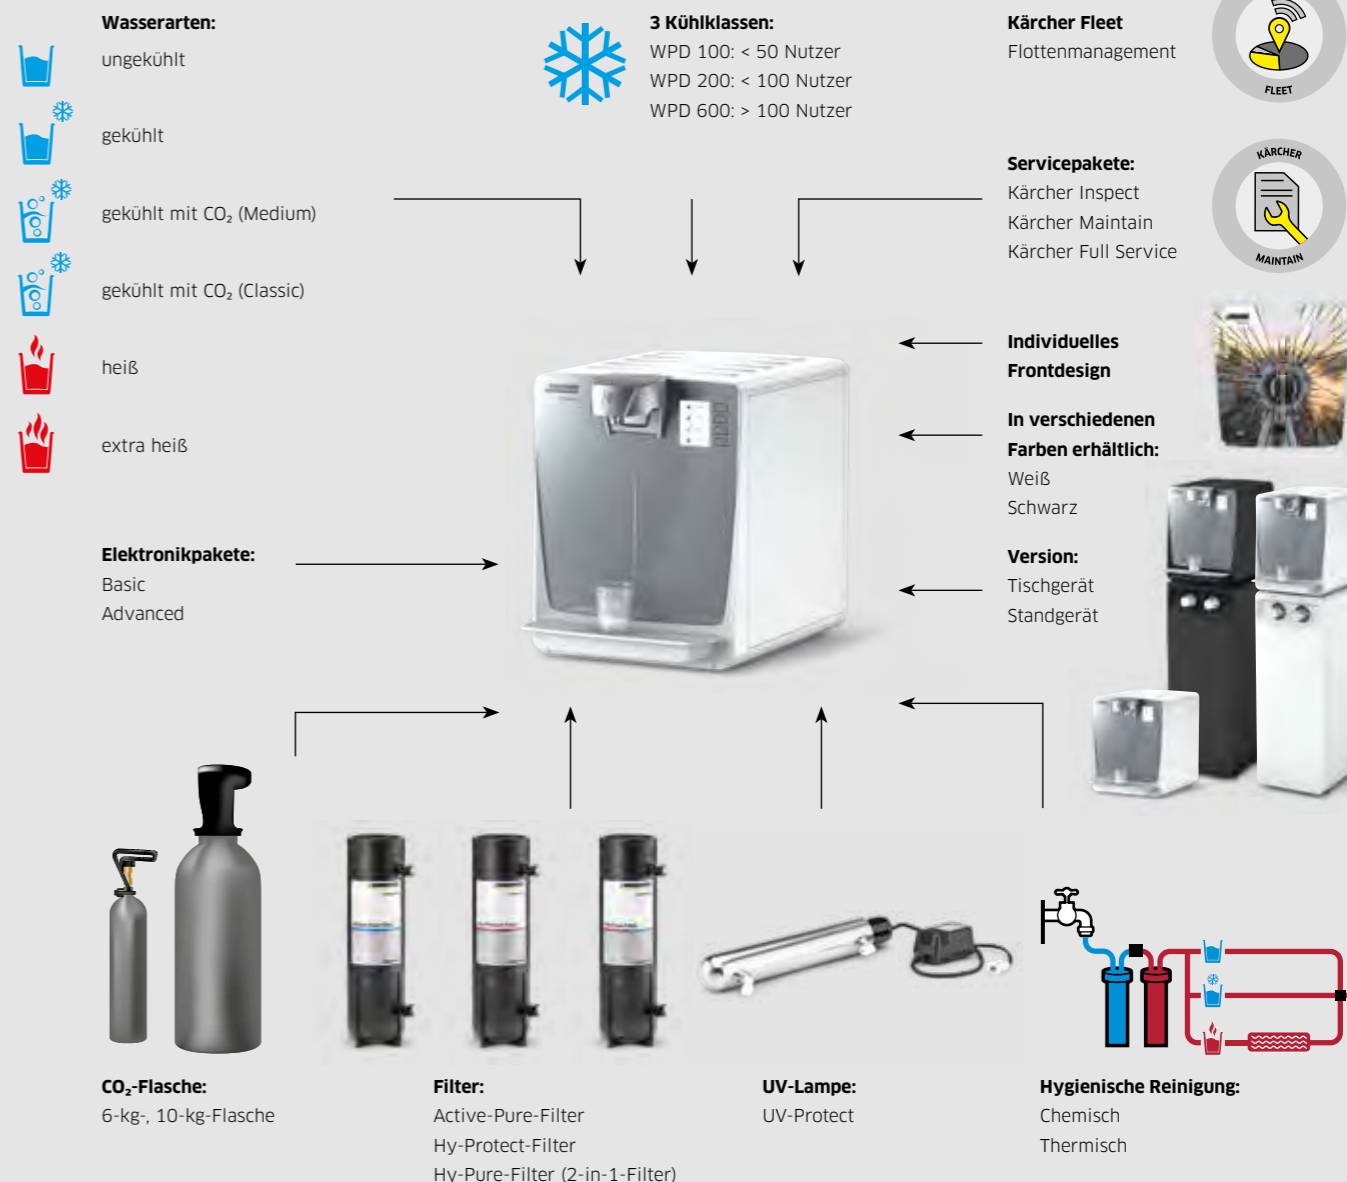 Wasserarten:
ungekühlt
gekühlt
gekühlt mit CO₂ (Medium)
gekühlt mit CO₂ (Classic)
heiß
extra heiß
3 Kühlklassen:
WPD 100: < 50 Nutzer
WPD 200: < 100 Nutzer
WPD 600: > 100 Nutzer
Kärcher Fleet
Flottenmanagement
FLEET
Servicepakete:
Kärcher Inspect
Kärcher Maintain
Kärcher Full Service
KÄRCHER
MAINTAIN
Individuelles
Frontdesign
In verschiedenen
Farben erhältlich:
Weiß
Schwarz
Version:
Tischgerät
Standgerät
Elektronikpakete:
Basic
Advanced
CO₂-Flasche:
6-kg-, 10-kg-Flasche
Filter:
Active-Pure-Filter
Hy-Protect-Filter
Hy-Pure-Filter (2-in-1-Filter)
UV-Lampe:
UV-Protect
Hygienische Reinigung:
Chemisch
Thermisch